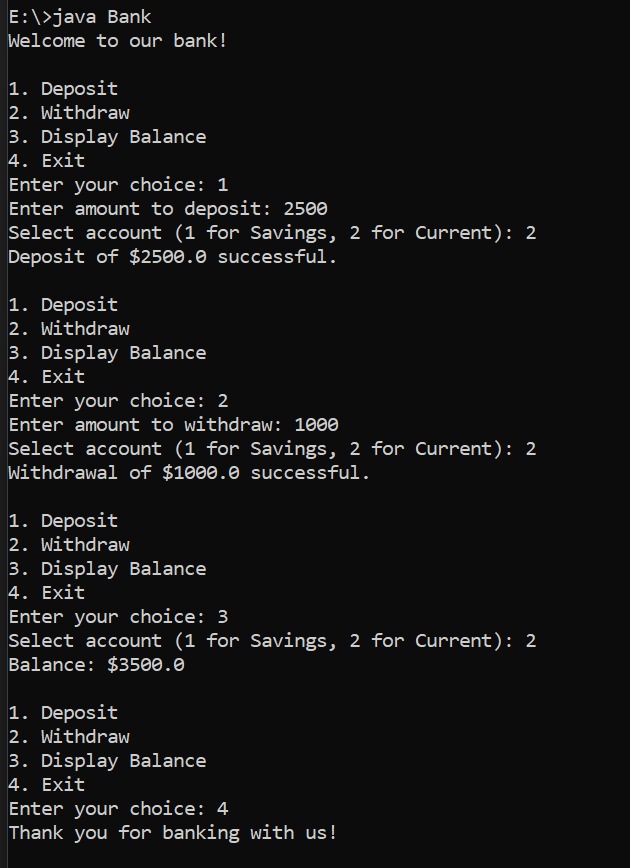 E:\>java Bank
Welcome to our bank!
1. Deposit
2. Withdraw
3. Display Balance
4. Exit
Enter your choice: 1
Enter amount to deposit: 2500
Select account (1 for Savings, 2 for Current): 2
Deposit of $2500.0 successful.
1. Deposit
2. Withdraw
3. Display Balance
4. Exit
Enter your choice: 2
Enter amount to withdraw: 1000
Select account (1 for Savings, 2 for Current): 2
Withdrawal of $1000.0 successful.
1. Deposit
2. Withdraw
3. Display Balance
4. Exit
Enter your choice: 3
Select account (1 for Savings, 2 for Current): 2
Balance: $3500.0
1. Deposit
2. Withdraw
3. Display Balance
4. Exit
Enter your choice: 4
Thank you for banking with us!